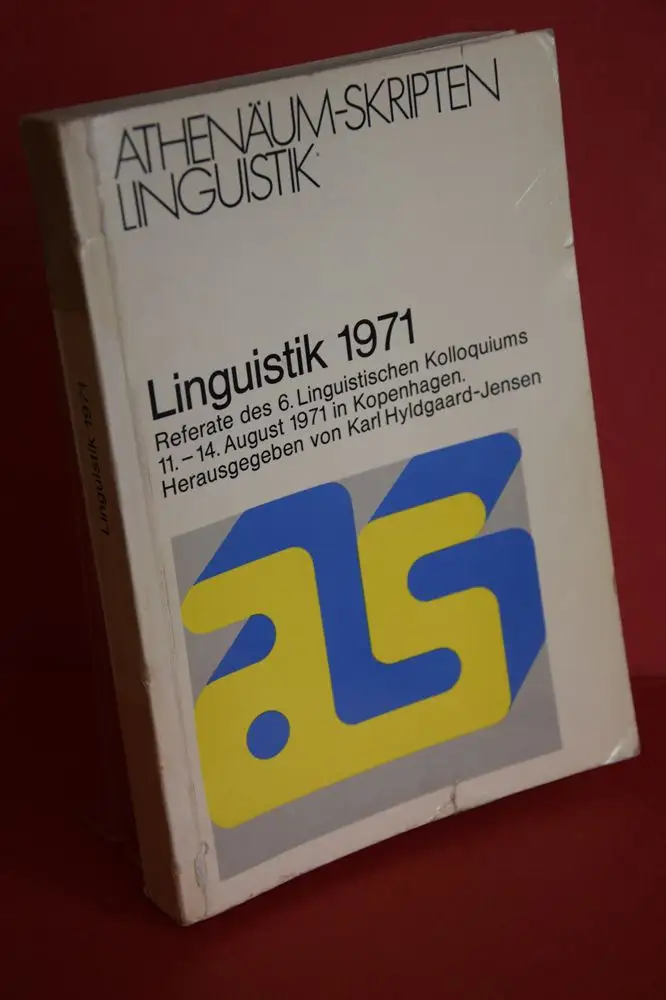 ATHENÄUM-SKRIPTEN
LINGUISTIK
Linguistik 1971
Referate des 6. Linguistischen Kolloquiums
11.–14. August 1971 in Kopenhagen.
Herausgegeben von Karl Hyldgaard-Jensen
as
Linguistik 1971